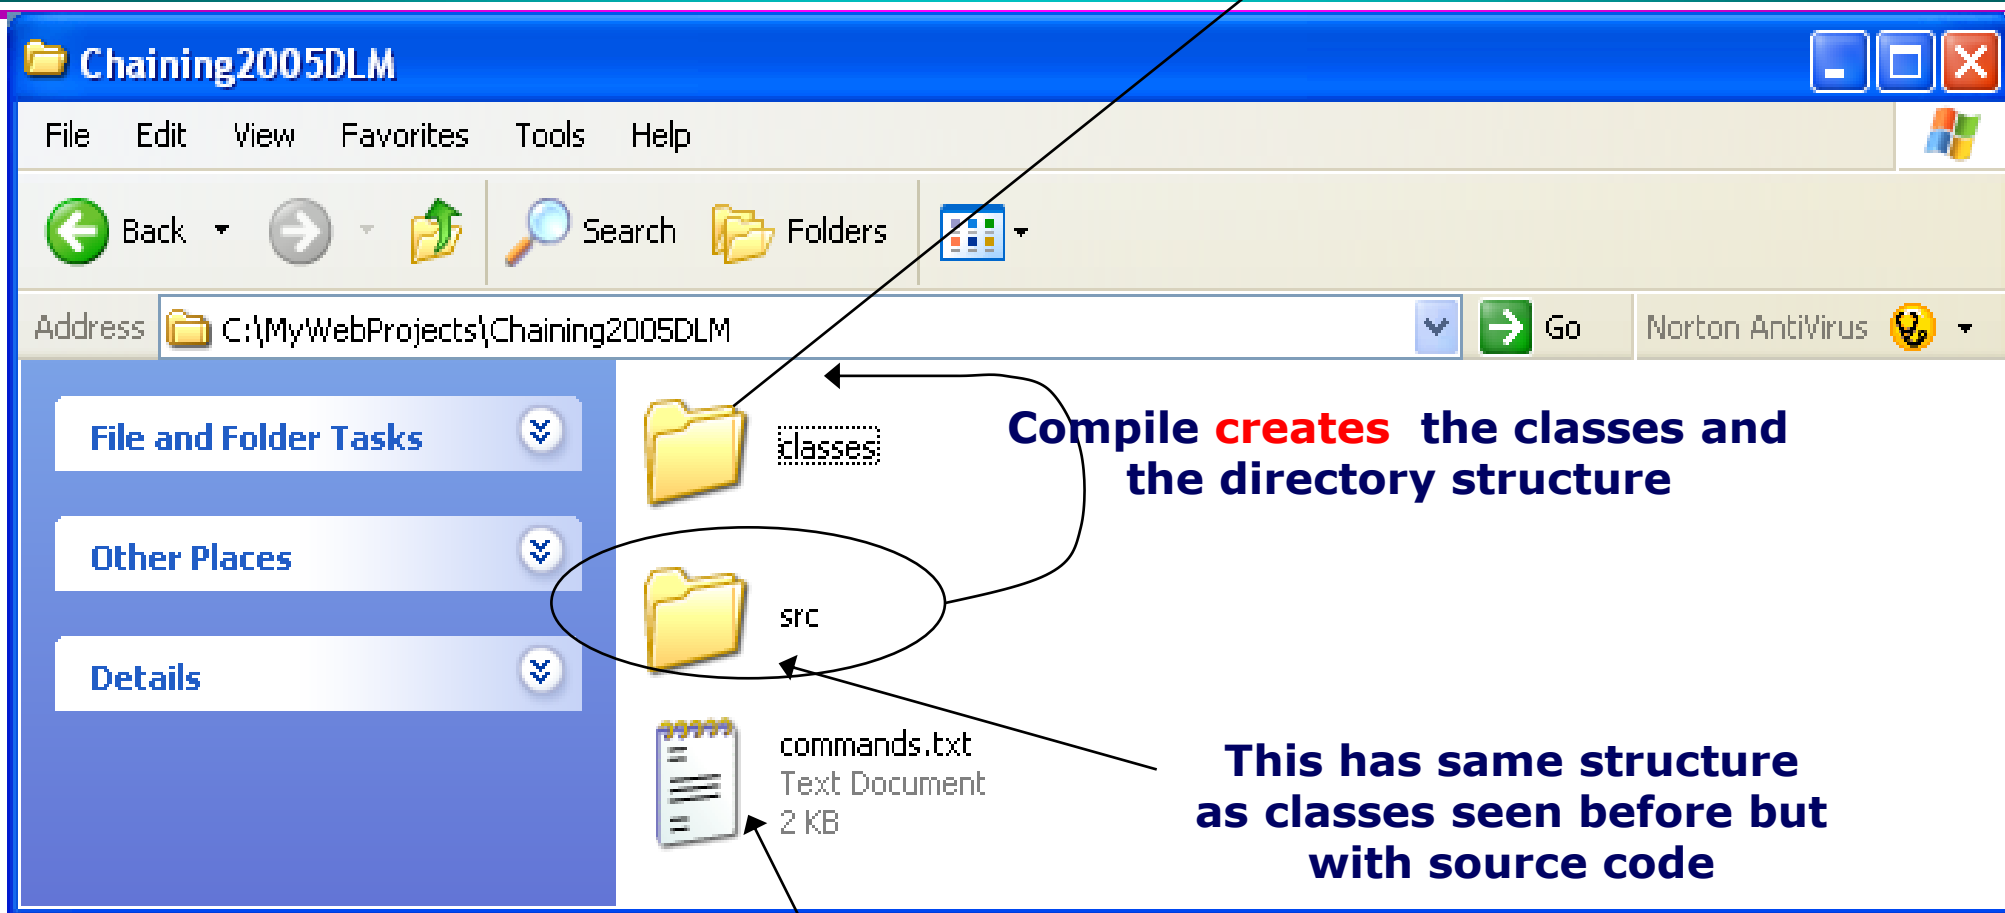 Chaining2005DLM
File Edit View Favorites Tools Help
Back Search Folders
Address C:\MyWebProjects\Chaining2005DLM Go Norton AntiVirus
File and Folder Tasks
Other Places
Details
classes
src
commands.txt
Text Document
2 KB
Compile creates the classes and
the directory structure
This has same structure
as classes seen before but
with source code